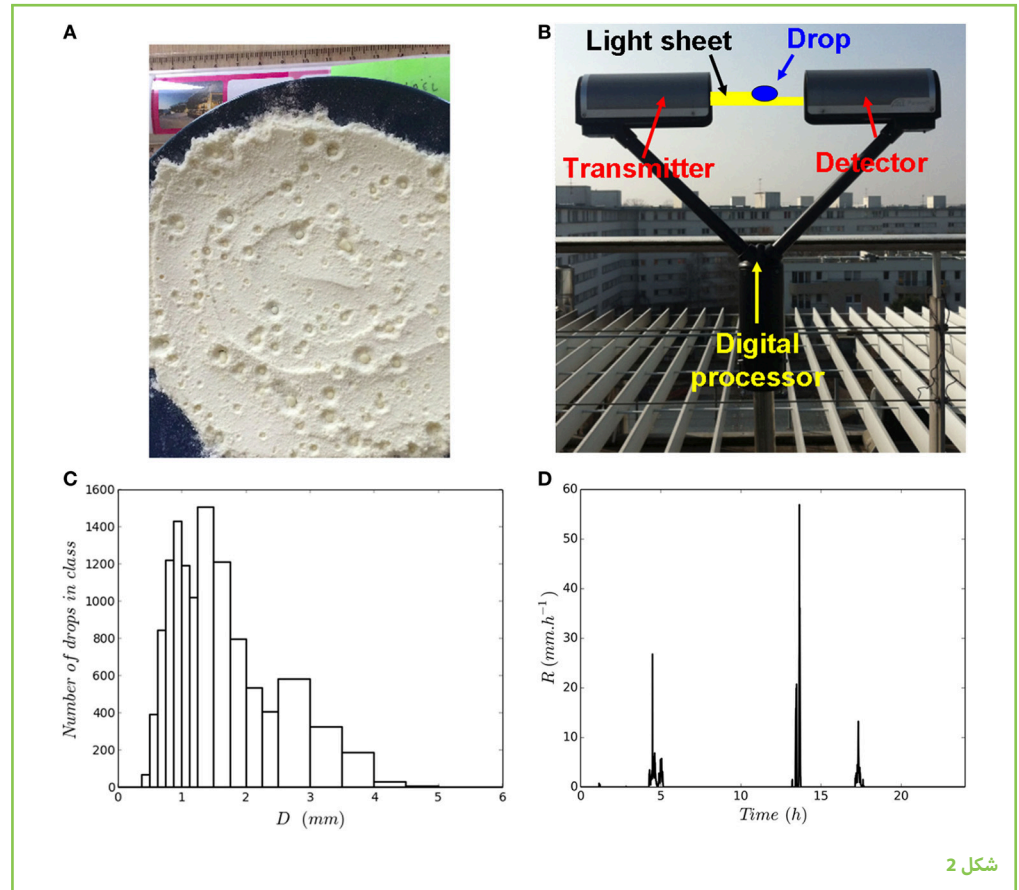 A
B
Light sheet
Drop
Transmitter
Detector
Digital
processor
C
1600
1400
1200
1000
800
600
400
200
0
Number of drops in class
0 1 2 3 4 5 6
D (mm)
D
60
50
40
30
20
10
0
R (mm.h⁻¹)
0 5 10 15 20
Time (h)
شكل 2